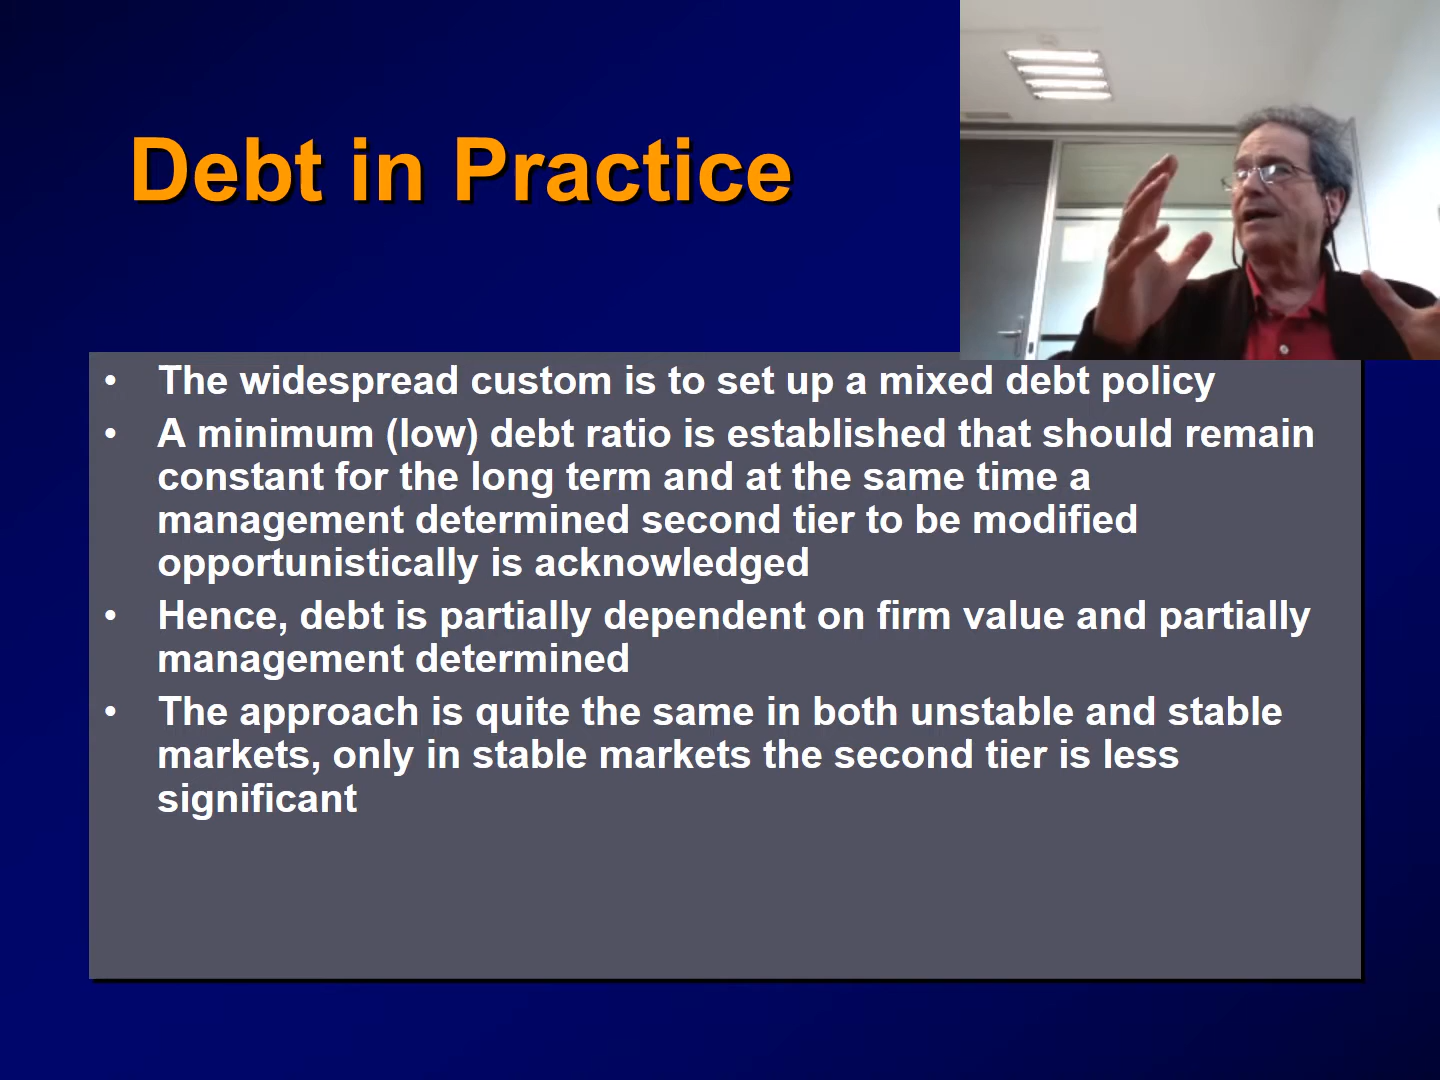 Debt in Practice
• The widespread custom is to set up a mixed debt policy
• A minimum (low) debt ratio is established that should remain
constant for the long term and at the same time a
management determined second tier to be modified
opportunistically is acknowledged
• Hence, debt is partially dependent on firm value and partially
management determined
• The approach is quite the same in both unstable and stable
markets, only in stable markets the second tier is less
significant